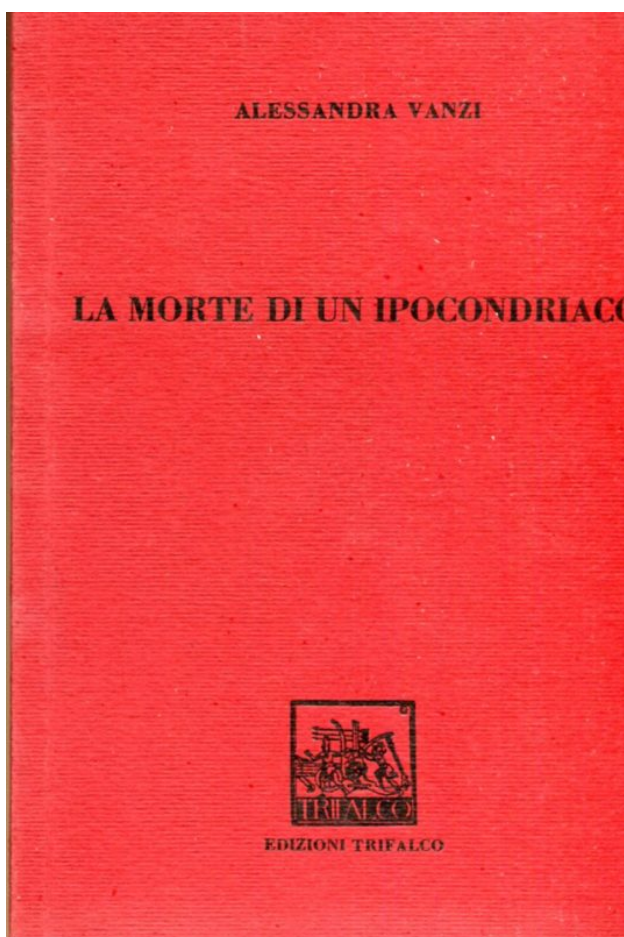 ALESSANDRA VANZI
LA MORTE DI UN IPOCONDRIACO
TRIFALCO
EDIZIONI TRIFALCO